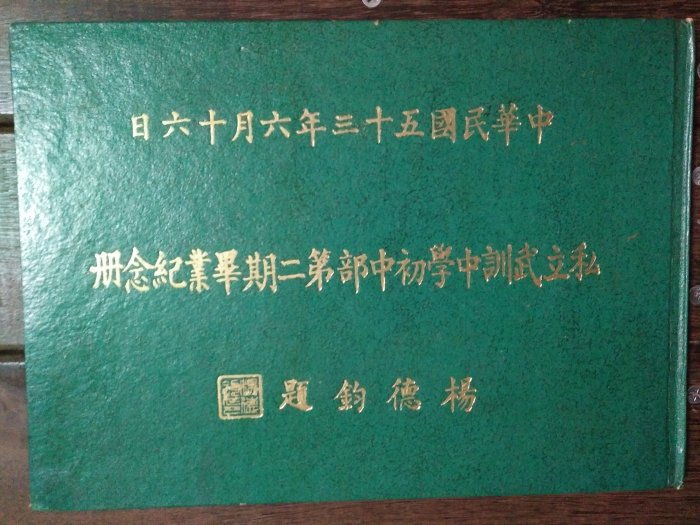 中華民國五十三年六月十六日
私立武訓中學初中部第二期畢業紀念册
楊德鈞題